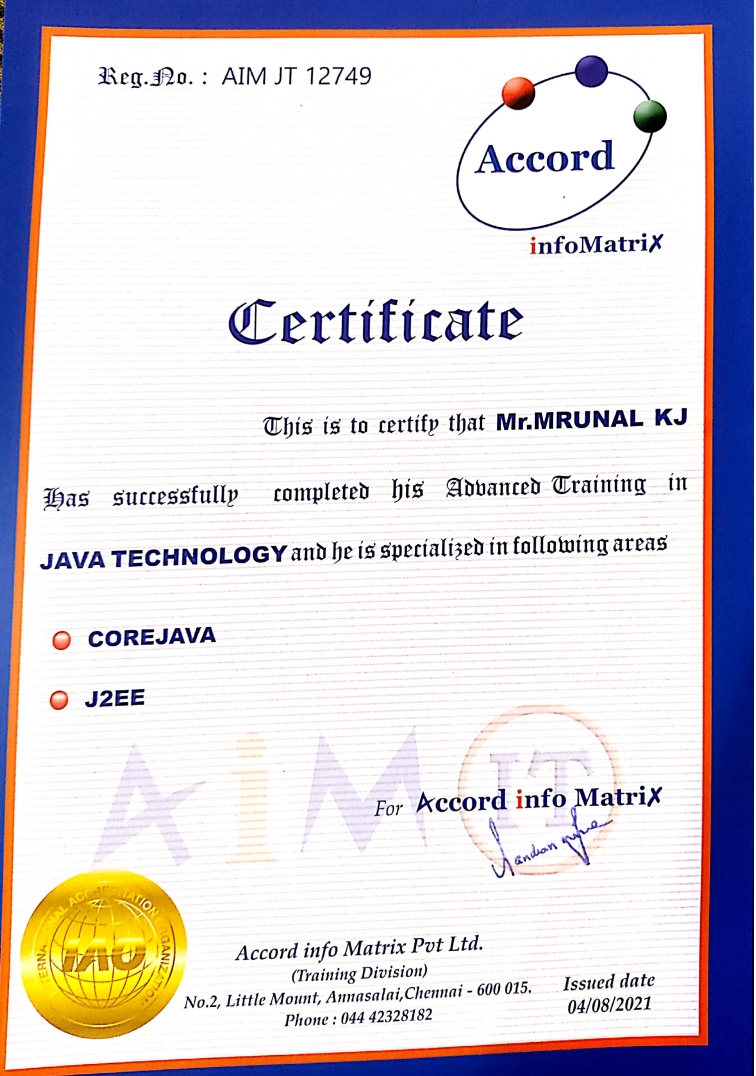 Reg.No. : AIM JT 12749
Accord
infoMatriX
Certificate
This is to certify that Mr.MRUNAL KJ
Has successfully completed his Advanced Training in
JAVA TECHNOLOGY and he is specialized in following areas
COREJAVA
J2EE
AiM IT
For Accord info MatriX
INTERNATIONAL ACCREDITATION ORGANIZATION
IAO
Accord info Matrix Pvt Ltd.
(Training Division)
No.2, Little Mount, Annasalai,Chennai - 600 015.
Phone : 044 42328182
Issued date
04/08/2021